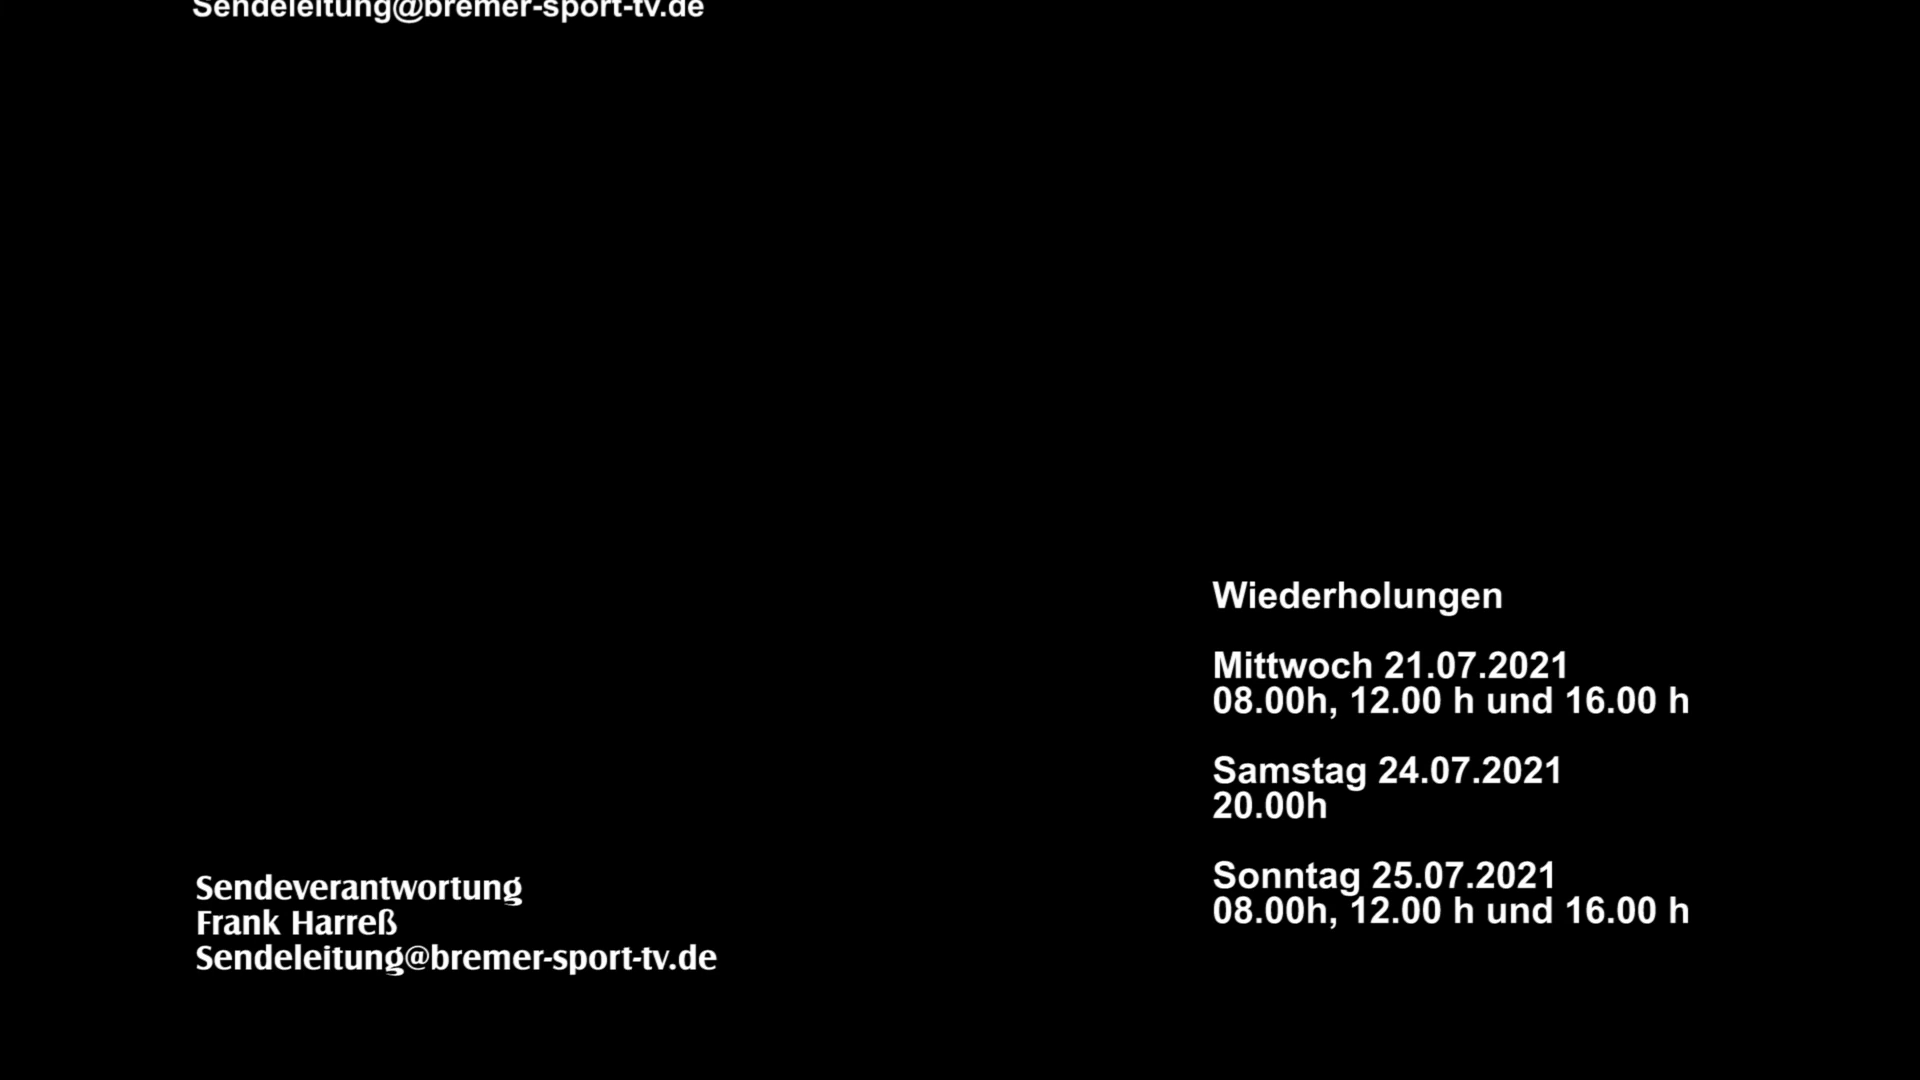 Sendeleitung@bremer-sport-tv.de
Wiederholungen
Mittwoch 21.07.2021
08.00h, 12.00 h und 16.00 h
Samstag 24.07.2021
20.00h
Sonntag 25.07.2021
08.00h, 12.00 h und 16.00 h
Sendeverantwortung
Frank Harreß
Sendeleitung@bremer-sport-tv.de